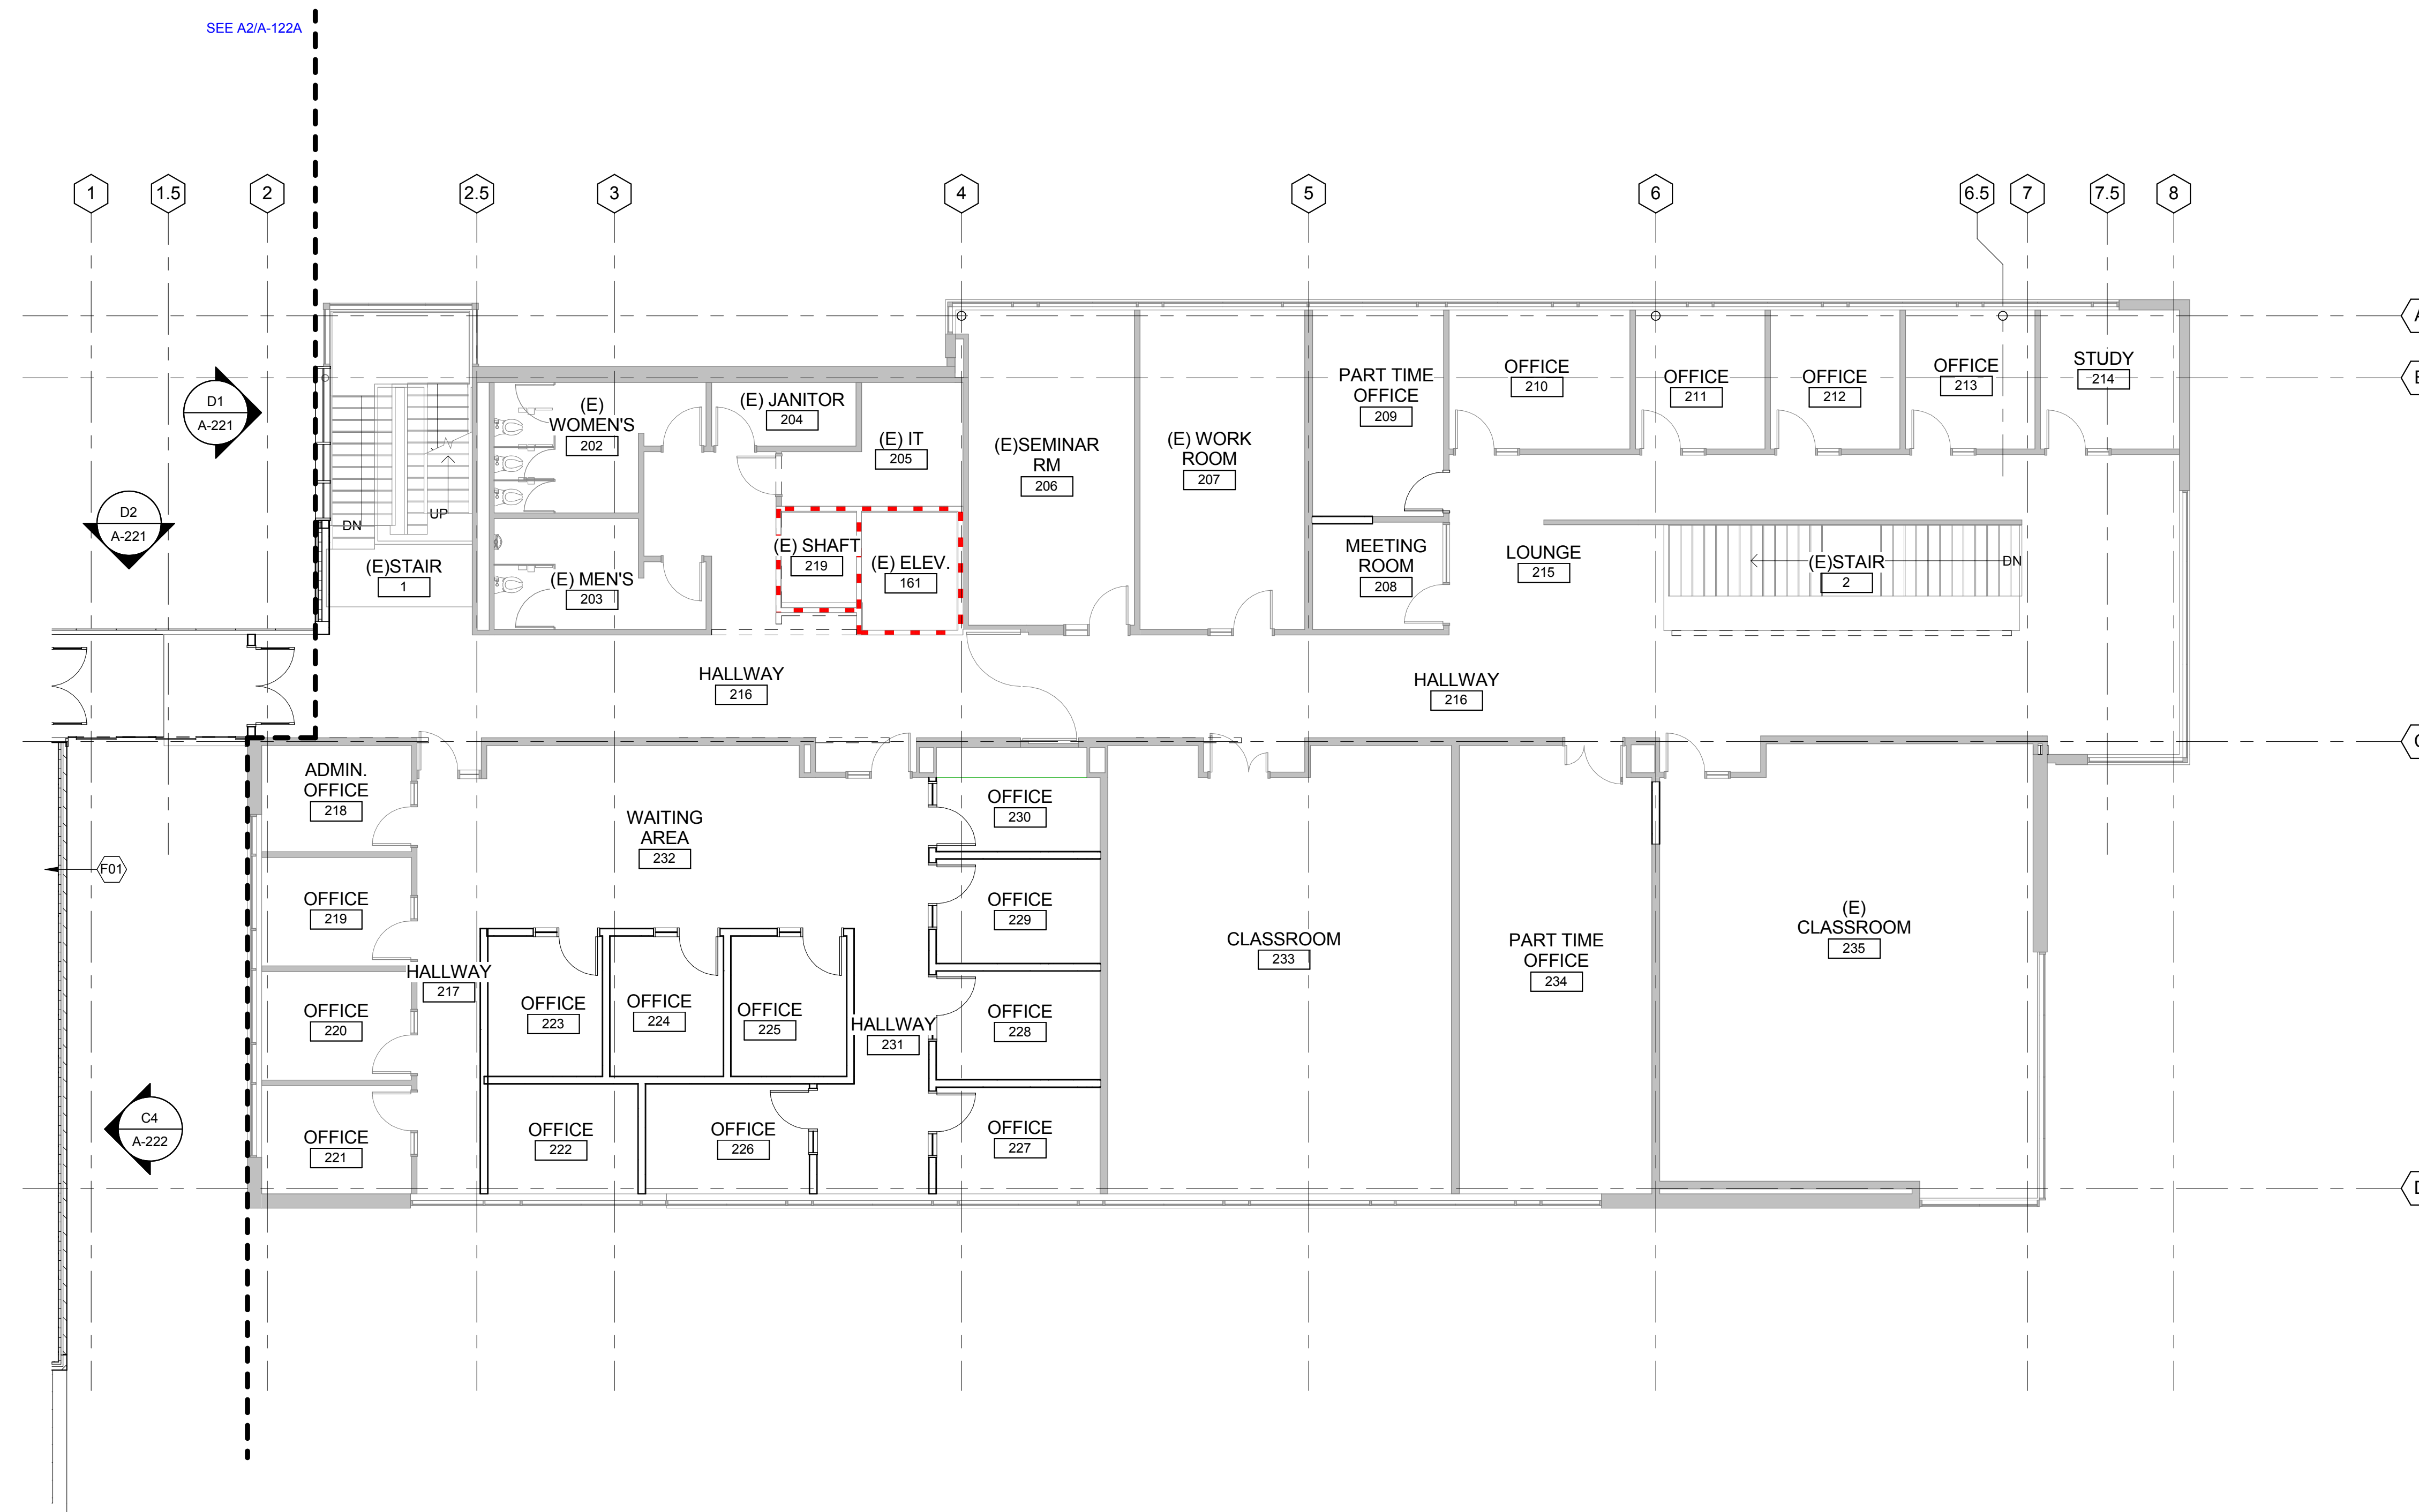 SEE A2/A-122A
1
1.5
2
2.5
3
4
5
6
6.5
7
7.5
8
A
D1
A-221
D2
A-221
C4
A-222
F01
DN
UP
(E)STAIR
1
(E)
WOMEN'S
202
(E) MEN'S
203
(E) JANITOR
204
(E) IT
205
(E) SHAFT
219
(E) ELEV.
161
(E)SEMINAR
RM
206
(E) WORK
ROOM
207
PART TIME
OFFICE
209
MEETING
ROOM
208
OFFICE
210
OFFICE
211
OFFICE
212
OFFICE
213
STUDY
214
LOUNGE
215
(E)STAIR
2
DN
HALLWAY
216
HALLWAY
216
ADMIN.
OFFICE
218
OFFICE
219
OFFICE
220
OFFICE
221
HALLWAY
217
WAITING
AREA
232
OFFICE
223
OFFICE
224
OFFICE
225
OFFICE
222
OFFICE
226
HALLWAY
231
OFFICE
230
OFFICE
229
OFFICE
228
OFFICE
227
CLASSROOM
233
PART TIME
OFFICE
234
(E)
CLASSROOM
235